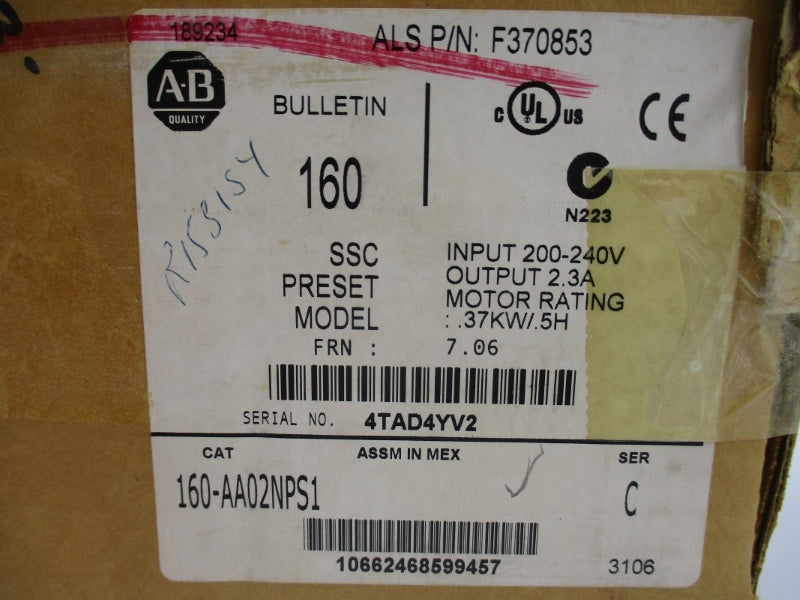 189234 ALS P/N: F370853
A-B
QUALITY
BULLETIN
160
C UL US
CE
N223
R153154
SSC
PRESET
MODEL
INPUT 200-240V
OUTPUT 2.3A
MOTOR RATING
: .37KW/.5H
FRN : 7.06
SERIAL NO. 4TAD4YV2
CAT ASSM IN MEX SER
160-AA02NPS1 C
10662468599457 3106